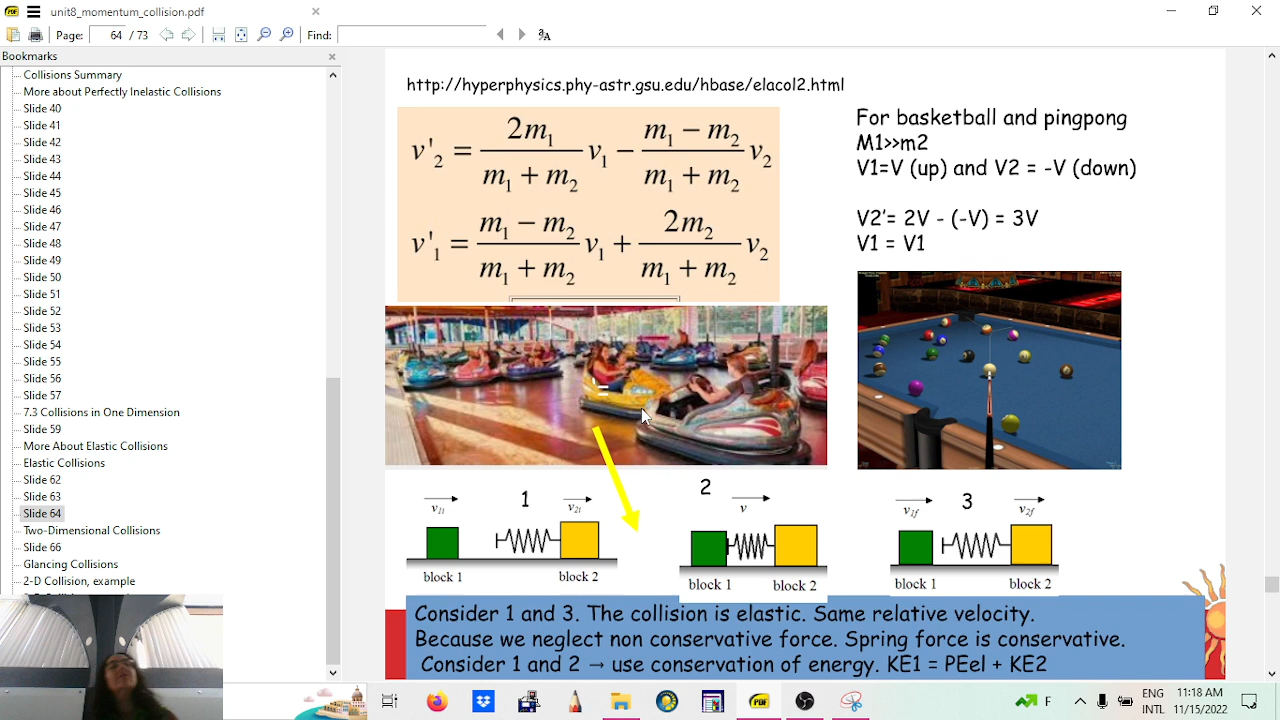 unit8_momentum_collision.pdf
Page: 64 / 73 Find:
Bookmarks
Collisions Summary
More about Perfectly Inelastic Collisions
Slide 40
Slide 41
Slide 42
Slide 43
Slide 44
Slide 45
Slide 46
Slide 47
Slide 48
Slide 49
Slide 50
Slide 51
Slide 52
Slide 53
Slide 54
Slide 55
Slide 56
Slide 57
7.3 Collisions in One Dimension
Slide 59
More About Elastic Collisions
Elastic Collisions
Slide 62
Slide 63
Slide 64
Two-Dimensional Collisions
Slide 66
Glancing Collisions
2-D Collision, example
http://hyperphysics.phy-astr.gsu.edu/hbase/elacol2.html
v'₂ = 2m₁ / (m₁ + m₂) v₁ − (m₁ − m₂) / (m₁ + m₂) v₂
v'₁ = (m₁ − m₂) / (m₁ + m₂) v₁ + 2m₂ / (m₁ + m₂) v₂
For basketball and pingpong
M1>>m2
V1=V (up) and V2 = -V (down)
V2'= 2V - (-V) = 3V
V1 = V1
'=
v1i 1 v2i
block 1 block 2
2 v
block 1 block 2
v1f 3 v2f
block 1 block 2
Consider 1 and 3. The collision is elastic. Same relative velocity.
Because we neglect non conservative force. Spring force is conservative.
Consider 1 and 2 → use conservation of energy. KE1 = PEel + KE2
PDF
F
ENG
INTL
11:18 AM
11/15/2022